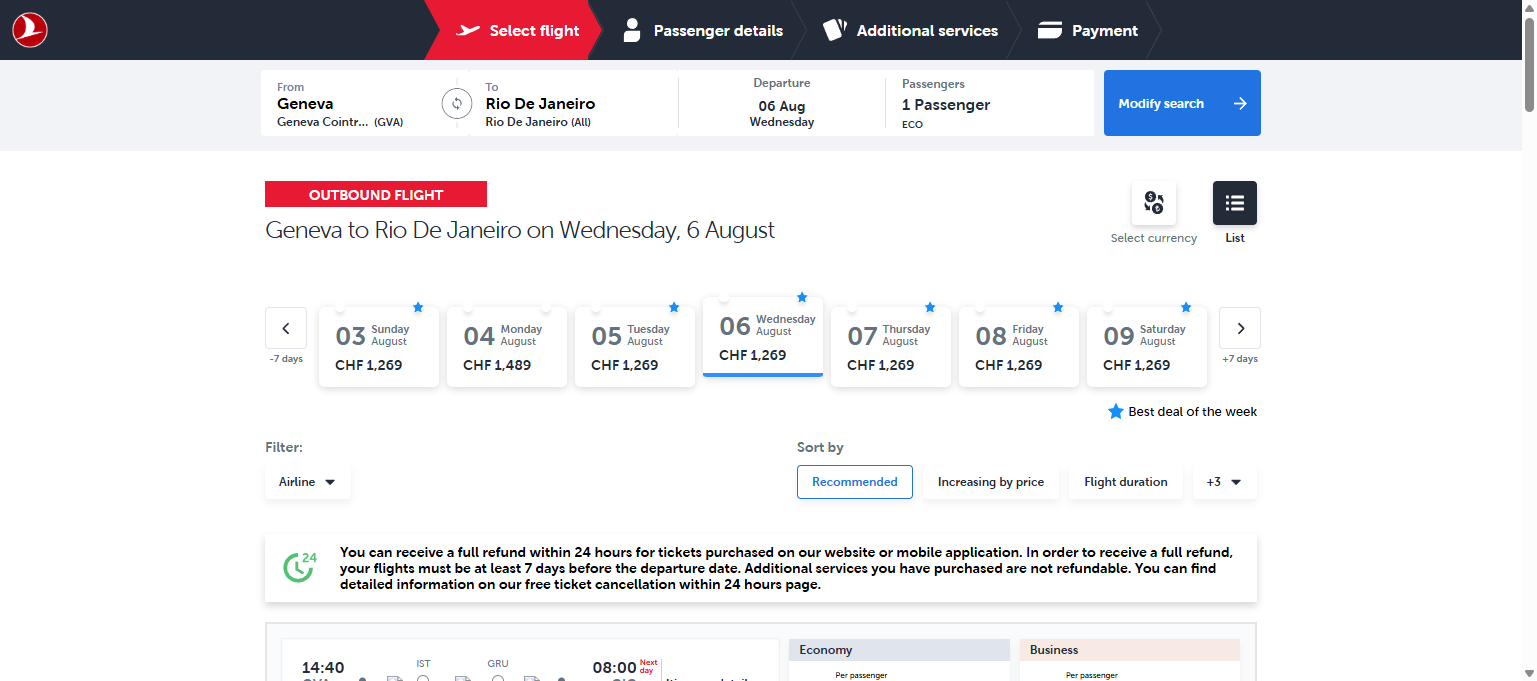 Select flight
Passenger details
Additional services
Payment
From
Geneva
Geneva Cointr... (GVA)
To
Rio De Janeiro
Rio De Janeiro (All)
Departure
06 Aug
Wednesday
Passengers
1 Passenger
ECO
Modify search
OUTBOUND FLIGHT
Geneva to Rio De Janeiro on Wednesday, 6 August
Select currency
List
-7 days
03 Sunday August
CHF 1,269
04 Monday August
CHF 1,489
05 Tuesday August
CHF 1,269
06 Wednesday August
CHF 1,269
07 Thursday August
CHF 1,269
08 Friday August
CHF 1,269
09 Saturday August
CHF 1,269
+7 days
Best deal of the week
Filter:
Airline
Sort by
Recommended
Increasing by price
Flight duration
+3
24
You can receive a full refund within 24 hours for tickets purchased on our website or mobile application. In order to receive a full refund,
your flights must be at least 7 days before the departure date. Additional services you have purchased are not refundable. You can find
detailed information on our free ticket cancellation within 24 hours page.
14:40
IST
GRU
08:00 Next day
Economy
Per passenger
Business
Per passenger